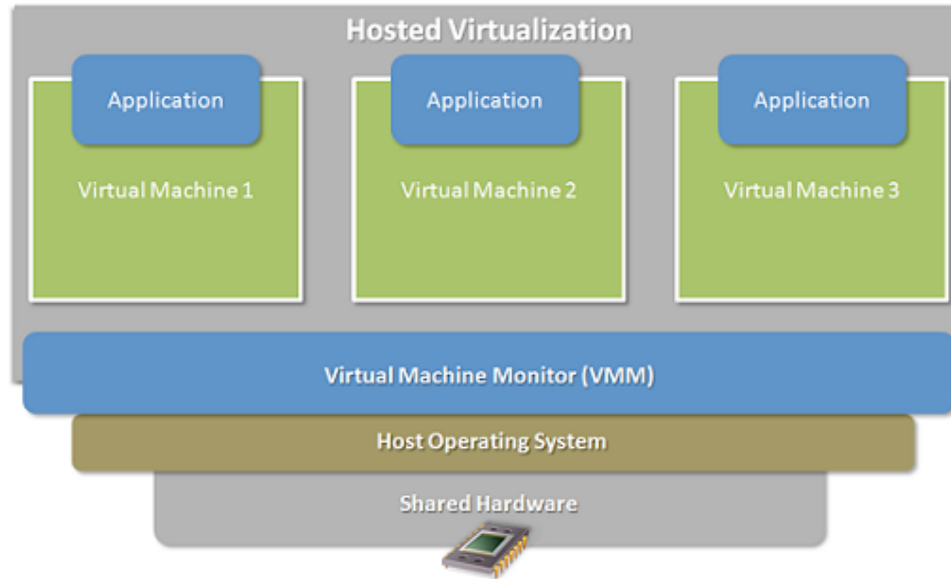 Hosted Virtualization
Application
Application
Application
Virtual Machine 1
Virtual Machine 2
Virtual Machine 3
Virtual Machine Monitor (VMM)
Host Operating System
Shared Hardware